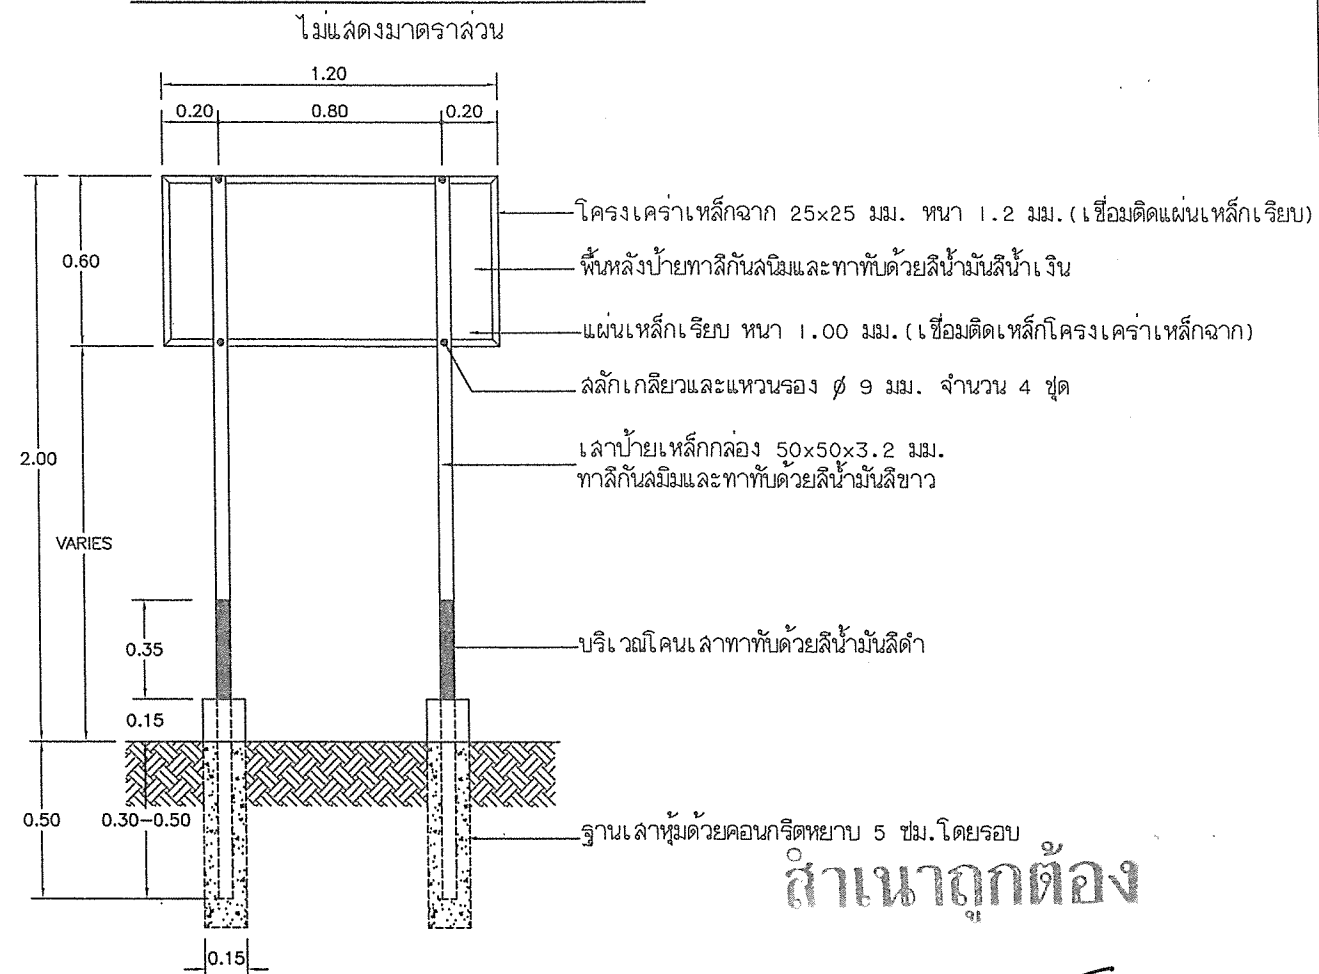 ไม่แสดงมาตราส่วน
1.20
0.20 0.80 0.20
โครงเคร่าเหล็กฉาก 25x25 มม. หนา 1.2 มม.(เชื่อมติดแผ่นเหล็กเรียบ)
0.60
พื้นหลังป้ายทาสีกันสนิมและทาทับด้วยสีน้ำมันสีน้ำเงิน
แผ่นเหล็กเรียบ หนา 1.00 มม.(เชื่อมติดเหล็กโครงเคร่าเหล็กฉาก)
สลักเกลียวและแหวนรอง ø 9 มม. จำนวน 4 ชุด
2.00
เสาป้ายเหล็กกล่อง 50x50x3.2 มม.
ทาสีกันสมิมและทาทับด้วยสีน้ำมันสีขาว
VARIES
0.35
บริเวณโคนเสาทาทับด้วยสีน้ำมันสีดำ
0.15
0.50
0.30-0.50
ฐานเสาหุ้มด้วยคอนกรีตหยาบ 5 ซม.โดยรอบ
สำเนาถูกต้อง
0.15